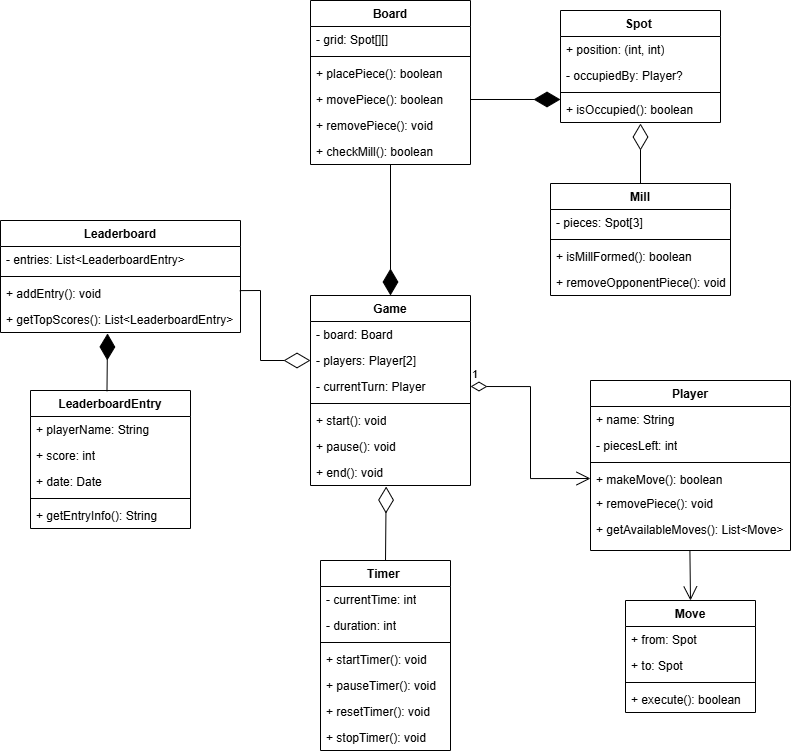 Board
- grid: Spot[][]
+ placePiece(): boolean
+ movePiece(): boolean
+ removePiece(): void
+ checkMill(): boolean
Spot
+ position: (int, int)
- occupiedBy: Player?
+ isOccupied(): boolean
Mill
- pieces: Spot[3]
+ isMillFormed(): boolean
+ removeOpponentPiece(): void
Leaderboard
- entries: List<LeaderboardEntry>
+ addEntry(): void
+ getTopScores(): List<LeaderboardEntry>
LeaderboardEntry
+ playerName: String
+ score: int
+ date: Date
+ getEntryInfo(): String
Game
- board: Board
- players: Player[2]
- currentTurn: Player
+ start(): void
+ pause(): void
+ end(): void
1
Player
+ name: String
- piecesLeft: int
+ makeMove(): boolean
+ removePiece(): void
+ getAvailableMoves(): List<Move>
Timer
- currentTime: int
- duration: int
+ startTimer(): void
+ pauseTimer(): void
+ resetTimer(): void
+ stopTimer(): void
Move
+ from: Spot
+ to: Spot
+ execute(): boolean